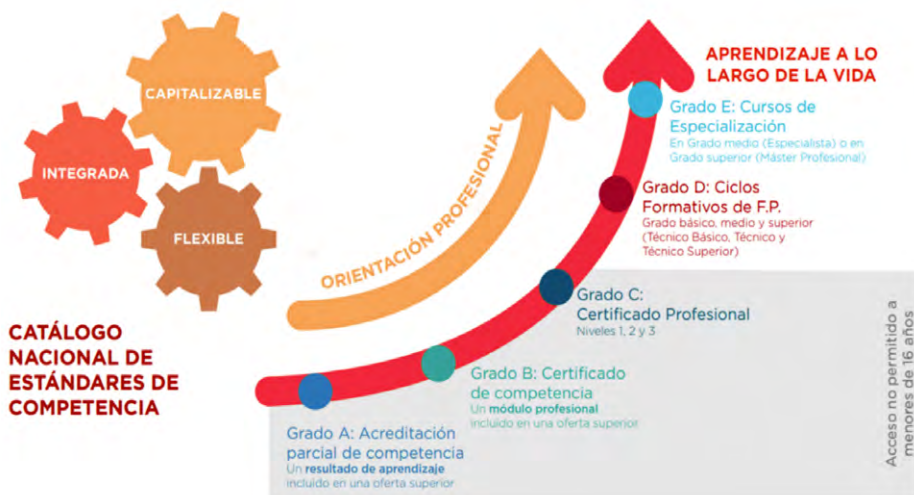 CAPITALIZABLE
INTEGRADA
FLEXIBLE
CATÁLOGO
NACIONAL DE
ESTÁNDARES DE
COMPETENCIA
ORIENTACIÓN PROFESIONAL
APRENDIZAJE A LO
LARGO DE LA VIDA
Grado E: Cursos de
Especialización
En Grado medio (Especialista) o en
Grado superior (Máster Profesional)
Grado D: Ciclos
Formativos de F.P.
Grado básico, medio y superior
(Técnico Básico, Técnico y
Técnico Superior)
Grado C:
Certificado Profesional
Niveles 1, 2 y 3
Grado B: Certificado
de competencia
Un módulo profesional
incluido en una oferta superior
Grado A: Acreditación
parcial de competencia
Un resultado de aprendizaje
incluido en una oferta superior
Acceso no permitido a
menores de 16 años